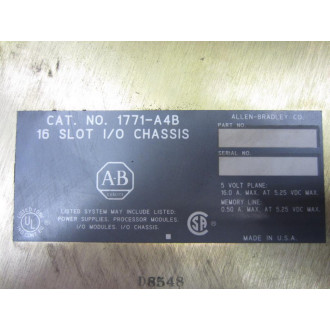 CAT. NO. 1771-A4B
16 SLOT I/O CHASSIS
A-B
LISTED SYSTEM MAY INCLUDE LISTED:
POWER SUPPLIES. PROCESSOR MODULES.
I/O MODULES. I/O CHASSIS.
UL
ALLEN-BRADLEY CO.
PART NO.
SERIAL NO.
5 VOLT PLANE:
16.0 A. MAX. AT 5.25 VDC MAX.
MEMORY LINE:
0.50 A. MAX. AT 5.25 VDC MAX.
SA
MADE IN U.S.A.
D8548